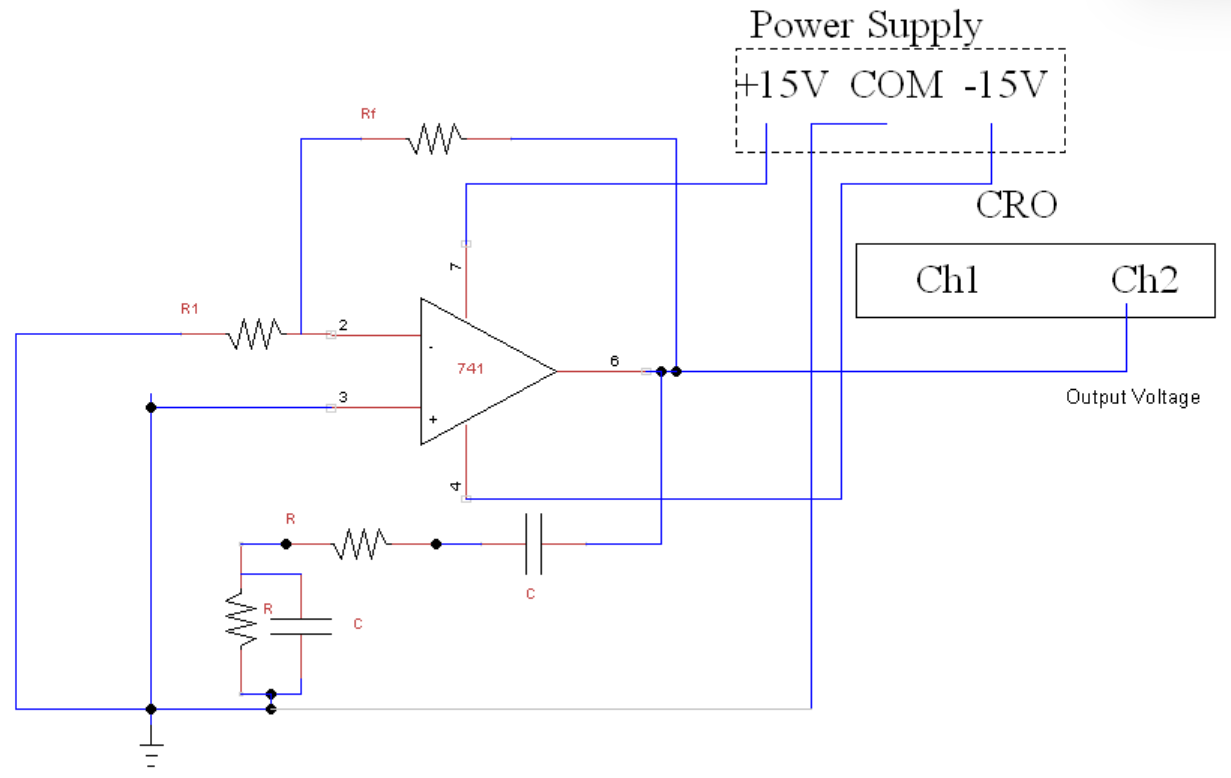 Power Supply
+15V COM -15V
Rf
CRO
7
Ch1 Ch2
R1
2
-
741
6
Output Voltage
3
+
4
R
C
R
C